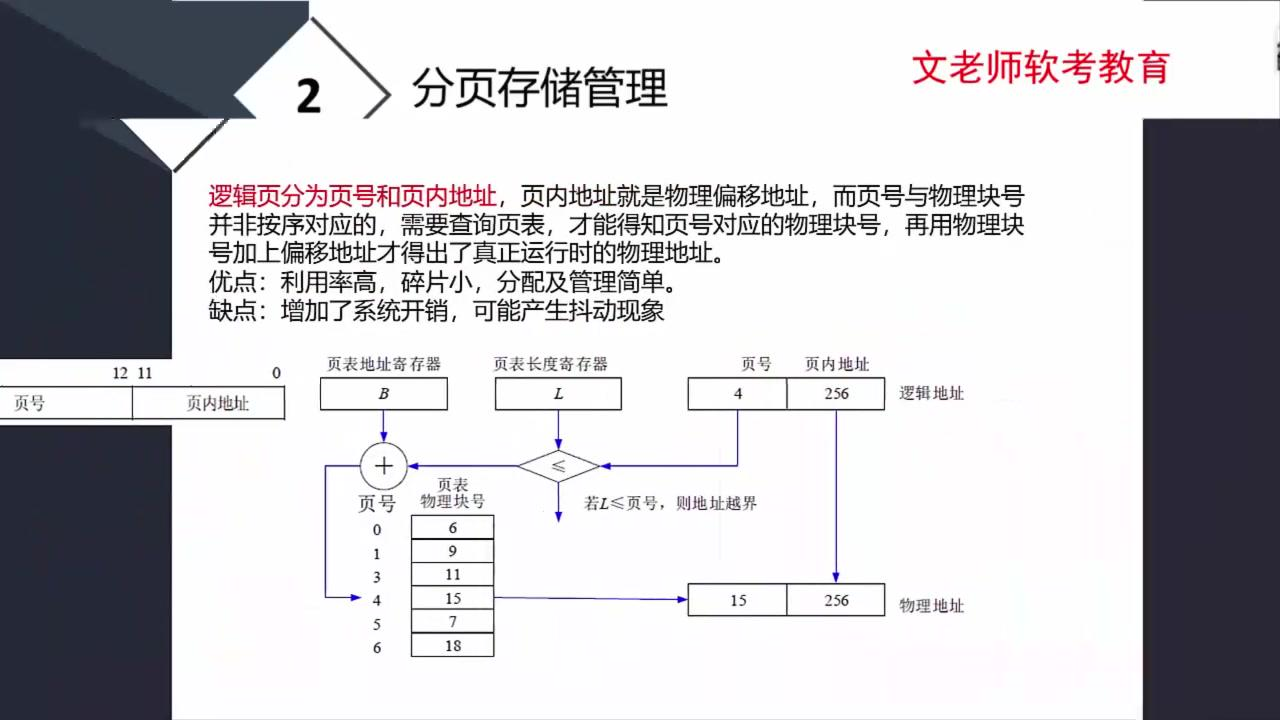 2
分页存储管理
文老师软考教育
逻辑页分为页号和页内地址，页内地址就是物理偏移地址，而页号与物理块号
并非按序对应的，需要查询页表，才能得知页号对应的物理块号，再用物理块
号加上偏移地址才得出了真正运行时的物理地址。
优点：利用率高，碎片小，分配及管理简单。
缺点：增加了系统开销，可能产生抖动现象
12 11 0
页号 页内地址
页表地址寄存器 页表长度寄存器 页号 页内地址
B L 4 256 逻辑地址
+ ≤
页表
页号 物理块号 若L≤页号，则地址越界
0 6
1 9
3 11
4 15 15 256 物理地址
5 7
6 18